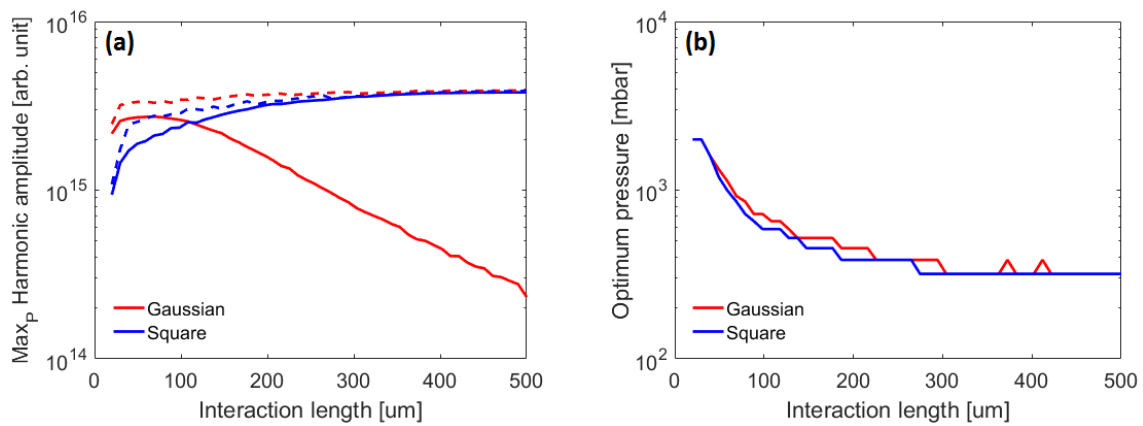 (a)
Max_P Harmonic amplitude [arb. unit]
10^16
10^15
10^14
Gaussian
Square
0 100 200 300 400 500
Interaction length [um]
(b)
Optimum pressure [mbar]
10^4
10^3
10^2
Gaussian
Square
0 100 200 300 400 500
Interaction length [um]